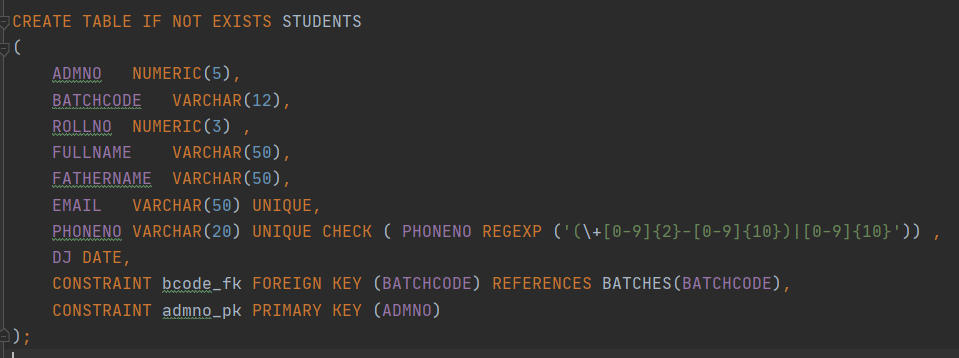 CREATE TABLE IF NOT EXISTS STUDENTS
(
    ADMNO   NUMERIC(5),
    BATCHCODE   VARCHAR(12),
    ROLLNO  NUMERIC(3) ,
    FULLNAME    VARCHAR(50),
    FATHERNAME  VARCHAR(50),
    EMAIL   VARCHAR(50) UNIQUE,
    PHONENO VARCHAR(20) UNIQUE CHECK ( PHONENO REGEXP ('(\+[0-9]{2}-[0-9]{10})|[0-9]{10}')) ,
    DJ DATE,
    CONSTRAINT bcode_fk FOREIGN KEY (BATCHCODE) REFERENCES BATCHES(BATCHCODE),
    CONSTRAINT admno_pk PRIMARY KEY (ADMNO)
);